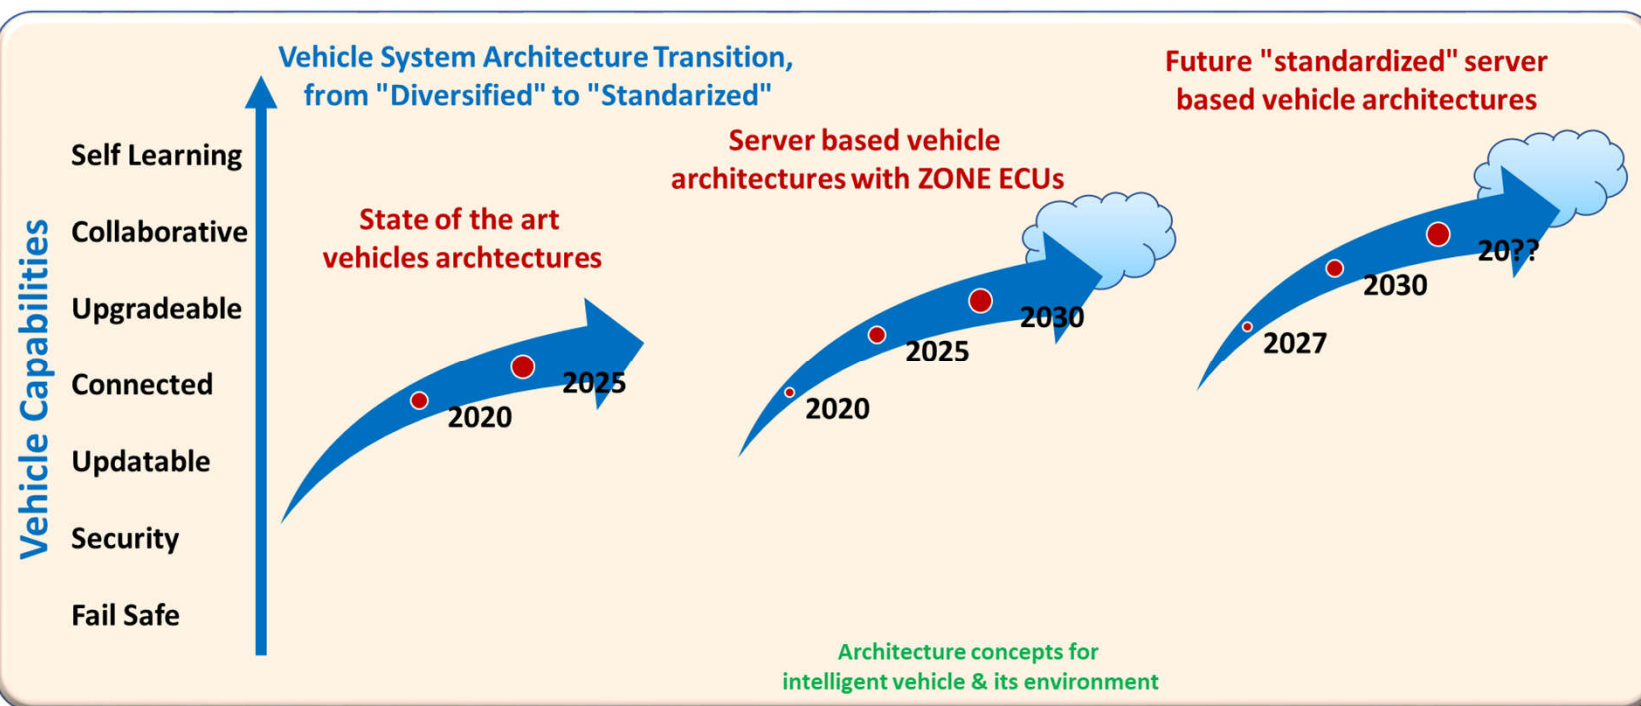 Vehicle System Architecture Transition,
from "Diversified" to "Standarized"
Future "standardized" server
based vehicle architectures
Server based vehicle
architectures with ZONE ECUs
State of the art
vehicles archtectures
Vehicle Capabilities
Self Learning
Collaborative
Upgradeable
Connected
Updatable
Security
Fail Safe
2020
2025
2020
2025
2030
2027
2030
20??
Architecture concepts for
intelligent vehicle & its environment